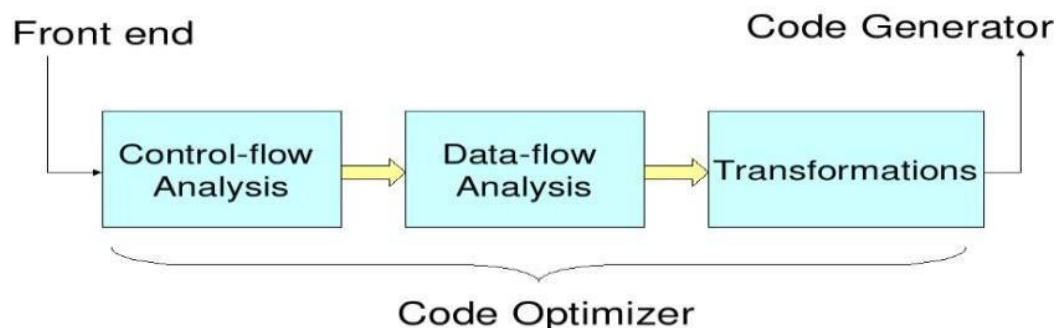 Front end
Code Generator
Control-flow
Analysis
Data-flow
Analysis
Transformations
Code Optimizer